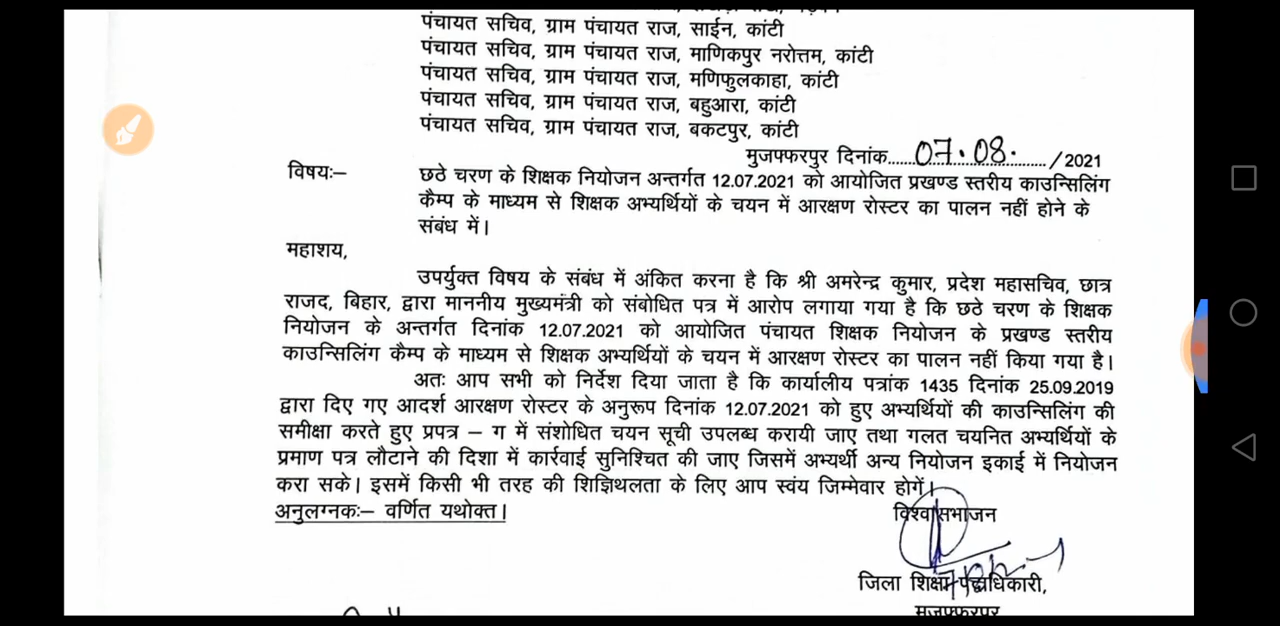 पंचायत सचिव, ग्राम पंचायत राज, साईन, कांटी
पंचायत सचिव, ग्राम पंचायत राज, माणिकपुर नरोत्तम, कांटी
पंचायत सचिव, ग्राम पंचायत राज, मणिफुलकाहा, कांटी
पंचायत सचिव, ग्राम पंचायत राज, बहुआरा, कांटी
पंचायत सचिव, ग्राम पंचायत राज, बकटपुर, कांटी
मुजफ्फरपुर दिनांक.....07.08.....​/2021
विषयः– छठे चरण के शिक्षक नियोजन अन्तर्गत 12.07.2021 को आयोजित प्रखण्ड स्तरीय काउन्सिलिंग
कैम्प के माध्यम से शिक्षक अभ्यर्थियों के चयन में आरक्षण रोस्टर का पालन नहीं होने के
संबंध में।
महाशय,
उपर्युक्त विषय के संबंध में अंकित करना है कि श्री अमरेन्द्र कुमार, प्रदेश महासचिव, छात्र
राजद, बिहार, द्वारा माननीय मुख्यमंत्री को संबोधित पत्र में आरोप लगाया गया है कि छठे चरण के शिक्षक
नियोजन के अन्तर्गत दिनांक 12.07.2021 को आयोजित पंचायत शिक्षक नियोजन के प्रखण्ड स्तरीय
काउन्सिलिंग कैम्प के माध्यम से शिक्षक अभ्यर्थियों के चयन में आरक्षण रोस्टर का पालन नहीं किया गया है।
अतः आप सभी को निर्देश दिया जाता है कि कार्यालीय पत्रांक 1435 दिनांक 25.09.2019
द्वारा दिए गए आदर्श आरक्षण रोस्टर के अनुरूप दिनांक 12.07.2021 को हुए अभ्यर्थियों की काउन्सिलिंग की
समीक्षा करते हुए प्रपत्र – ग में संशोधित चयन सूची उपलब्ध करायी जाए तथा गलत चयनित अभ्यर्थियों के
प्रमाण पत्र लौटाने की दिशा में कार्रवाई सुनिश्चित की जाए जिसमें अभ्यर्थी अन्य नियोजन इकाई में नियोजन
करा सके। इसमें किसी भी तरह की शिज्ञिथलता के लिए आप स्वंय जिम्मेवार होगें।
अनुलग्नकः– वर्णित यथोक्त।
विश्वासभाजन
जिला शिक्षा पदाधिकारी,
मुजफ्फरपुर